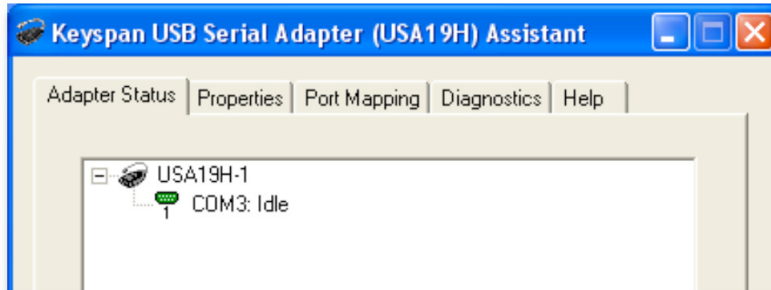 Keyspan USB Serial Adapter (USA19H) Assistant
Adapter Status Properties Port Mapping Diagnostics Help
USA19H-1
1 COM3: Idle